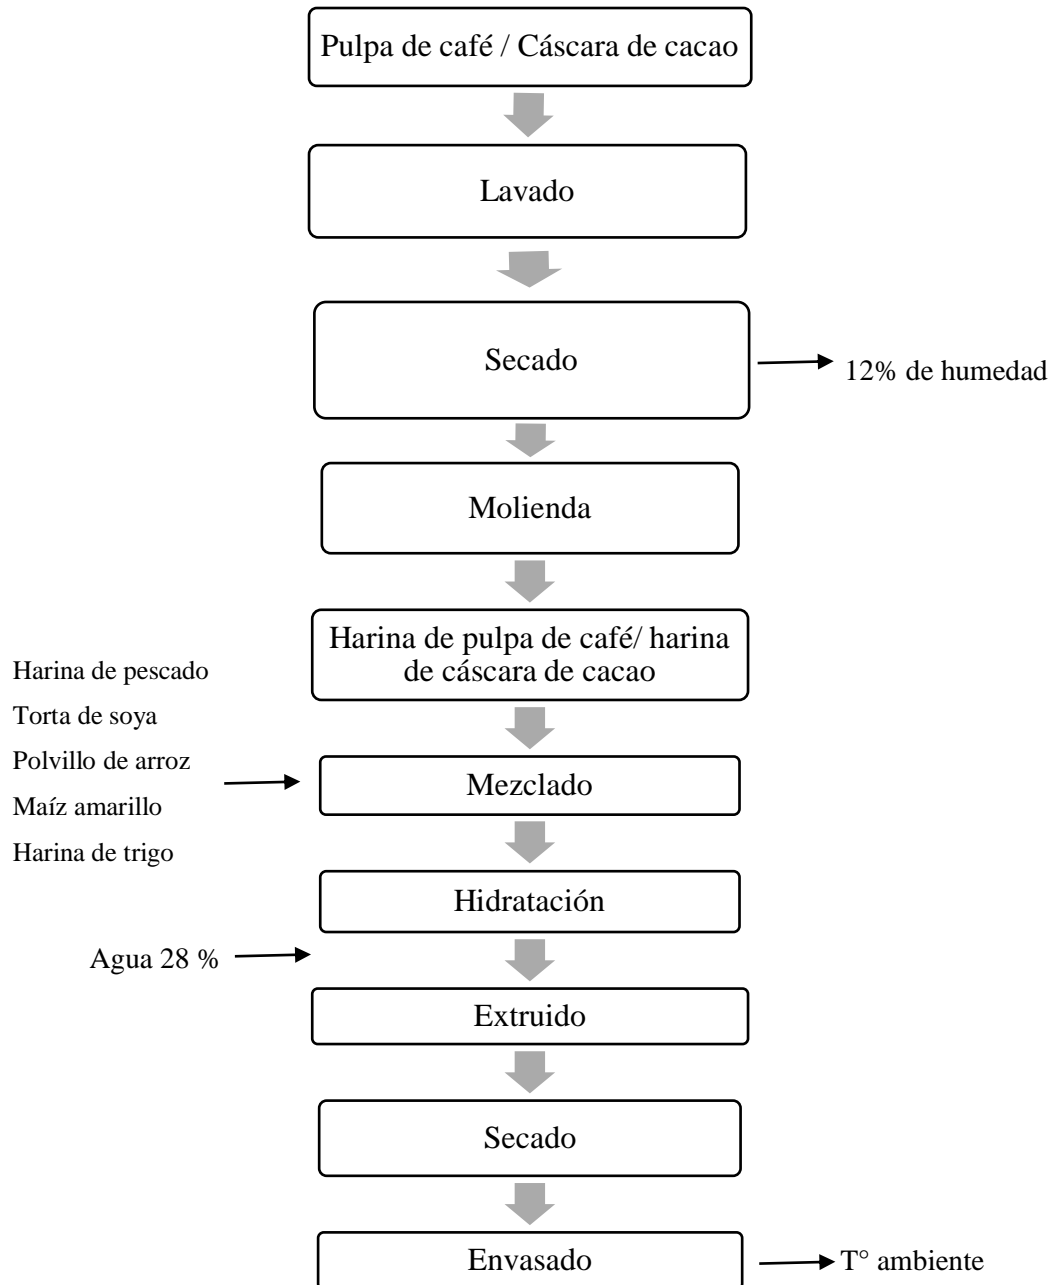 Pulpa de café / Cáscara de cacao
Lavado
Secado
12% de humedad
Molienda
Harina de pulpa de café/ harina
de cáscara de cacao
Harina de pescado
Torta de soya
Polvillo de arroz
Maíz amarillo
Harina de trigo
Mezclado
Hidratación
Agua 28 %
Extruido
Secado
Envasado
T° ambiente